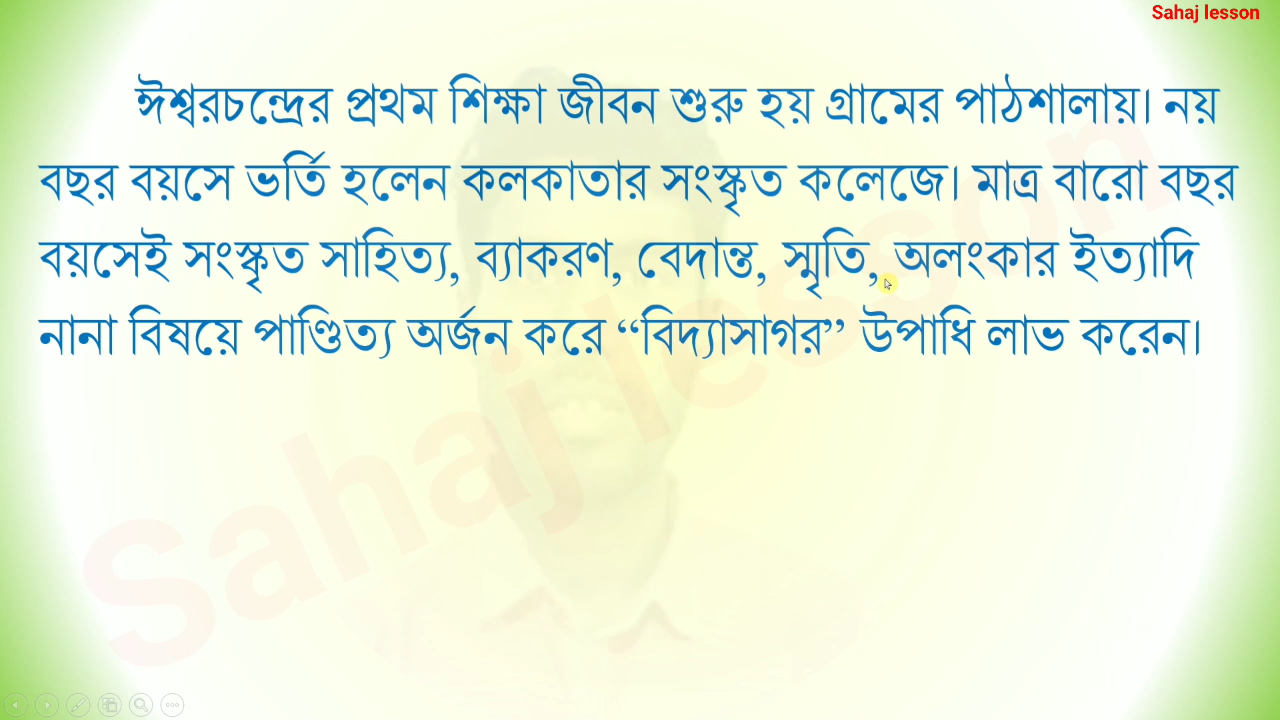 Sahaj lesson
ঈশ্বরচন্দ্রের প্রথম শিক্ষা জীবন শুরু হয় গ্রামের পাঠশালায়। নয়
বছর বয়সে ভর্তি হলেন কলকাতার সংস্কৃত কলেজে। মাত্র বারো বছর
বয়সেই সংস্কৃত সাহিত্য, ব্যাকরণ, বেদান্ত, স্মৃতি, অলংকার ইত্যাদি
নানা বিষয়ে পাণ্ডিত্য অর্জন করে “বিদ্যাসাগর” উপাধি লাভ করেন।
Sahaj lesson